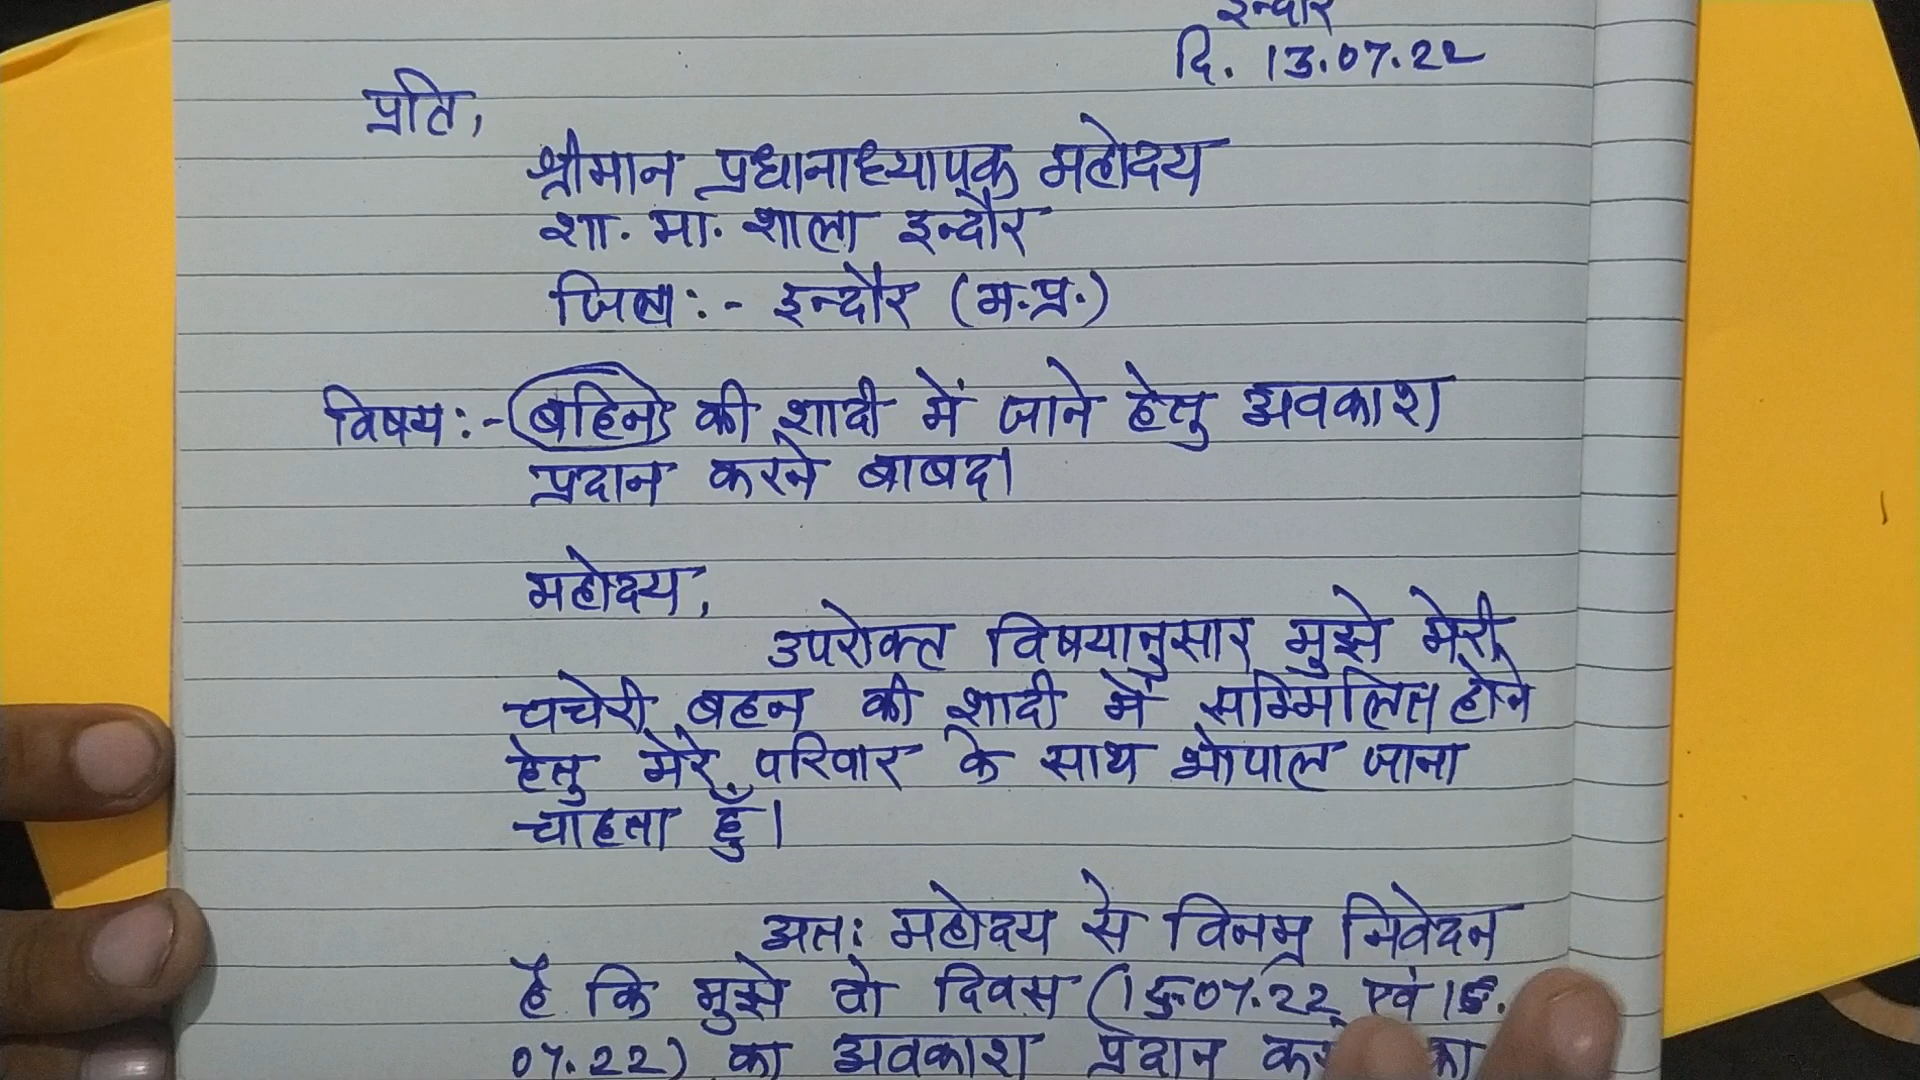 इन्दौर
दि. 13.07.22
प्रति,
श्रीमान प्रधानाध्यापक महोदय
शा. मा. शाला इन्दौर
जिला:- इन्दौर (म.प्र.)
विषय:- बहिन की शादी में जाने हेतु अवकाश
प्रदान करने बाबद।
महोदय,
उपरोक्त विषयानुसार मुझे मेरी
चचेरी बहन की शादी में सम्मिलित होने
हेतु मेरे परिवार के साथ भोपाल जाना
चाहता हुँ।
अत: महोदय से विनम्र निवेदन
है कि मुझे दो दिवस (15.07.22 एवं
07.22) का अवकाश प्रदान का